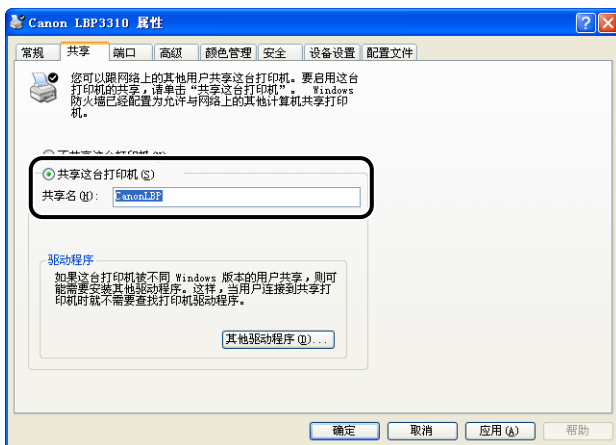 Canon LBP3310 属性
常规 共享 端口 高级 颜色管理 安全 设备设置 配置文件
您可以跟网络上的其他用户共享这台打印机。要启用这台
打印机的共享，请单击“共享这台打印机”。 Windows
防火墙已经配置为允许与网络上的其他计算机共享打印
机。
共享这台打印机(S)
共享名(H): CanonLBP
驱动程序
如果这台打印机被不同 Windows 版本的用户共享，则可
能需要安装其他驱动程序。这样，当用户连接到共享打
印机时就不需要查找打印机驱动程序。
其他驱动程序(D)...
确定 取消 应用(A) 帮助